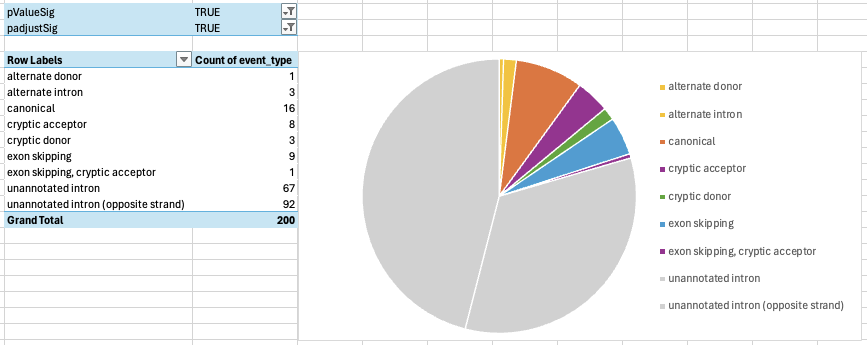 pValueSig TRUE
padjustSig TRUE
Row Labels Count of event_type
alternate donor 1
alternate intron 3
canonical 16
cryptic acceptor 8
cryptic donor 3
exon skipping 9
exon skipping, cryptic acceptor 1
unannotated intron 67
unannotated intron (opposite strand) 92
Grand Total 200
alternate donor
alternate intron
canonical
cryptic acceptor
cryptic donor
exon skipping
exon skipping, cryptic acceptor
unannotated intron
unannotated intron (opposite strand)